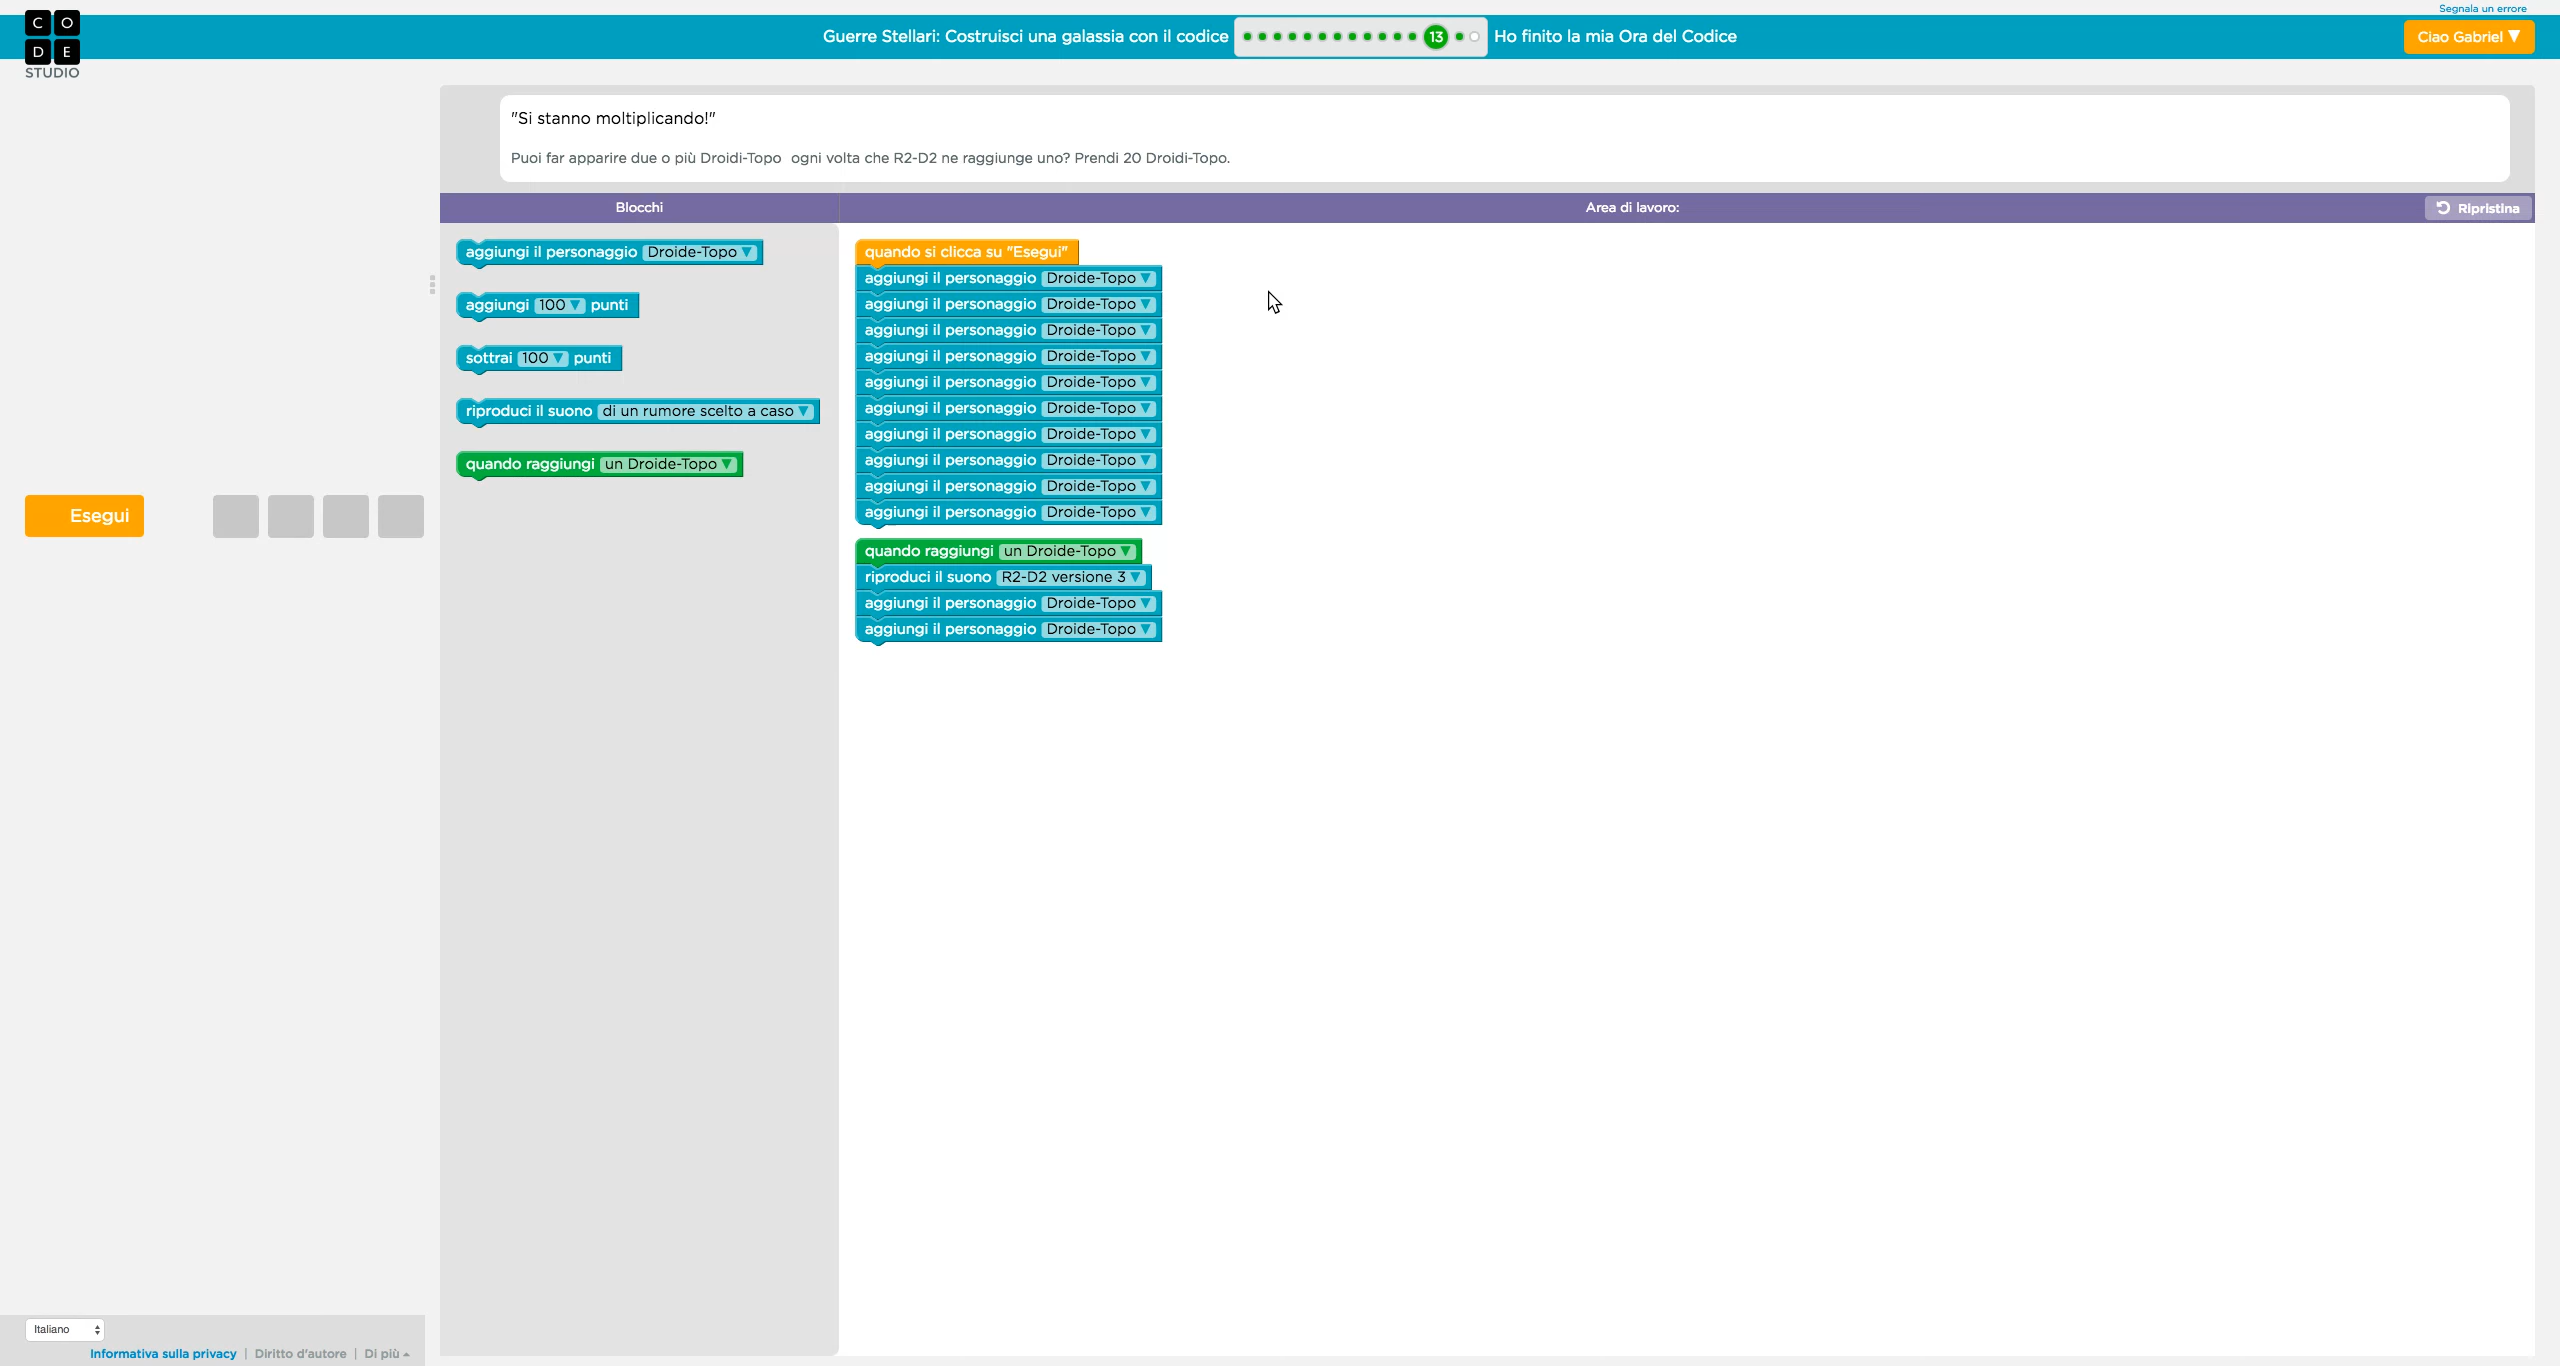 Segnala un errore
CODE
STUDIO
Guerre Stellari: Costruisci una galassia con il codice 13 Ho finito la mia Ora del Codice
Ciao Gabriel ▼
"Si stanno moltiplicando!"
Puoi far apparire due o più Droidi-Topo ogni volta che R2-D2 ne raggiunge uno? Prendi 20 Droidi-Topo.
Blocchi
Area di lavoro:
Ripristina
aggiungi il personaggio Droide-Topo ▼
aggiungi 100 ▼ punti
sottrai 100 ▼ punti
riproduci il suono di un rumore scelto a caso ▼
quando raggiungi un Droide-Topo ▼
quando si clicca su "Esegui"
aggiungi il personaggio Droide-Topo ▼
aggiungi il personaggio Droide-Topo ▼
aggiungi il personaggio Droide-Topo ▼
aggiungi il personaggio Droide-Topo ▼
aggiungi il personaggio Droide-Topo ▼
aggiungi il personaggio Droide-Topo ▼
aggiungi il personaggio Droide-Topo ▼
aggiungi il personaggio Droide-Topo ▼
aggiungi il personaggio Droide-Topo ▼
aggiungi il personaggio Droide-Topo ▼
quando raggiungi un Droide-Topo ▼
riproduci il suono R2-D2 versione 3 ▼
aggiungi il personaggio Droide-Topo ▼
aggiungi il personaggio Droide-Topo ▼
Esegui
Italiano
Informativa sulla privacy | Diritto d'autore | Di più